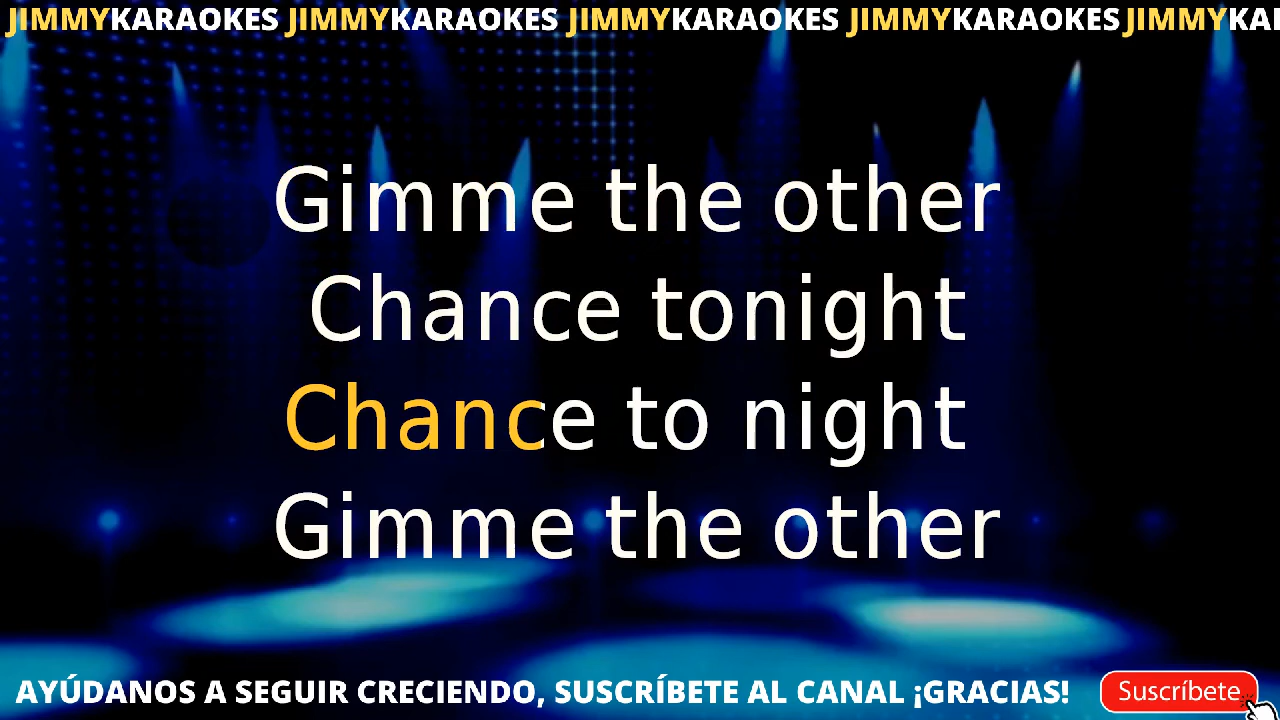 JIMMYKARAOKES JIMMYKARAOKES JIMMYKARAOKES JIMMYKARAOKES JIMMYKA
Gimme the other
Chance tonight
Chance to night
Gimme the other
AYÚDANOS A SEGUIR CRECIENDO, SUSCRÍBETE AL CANAL ¡GRACIAS!
Suscríbete